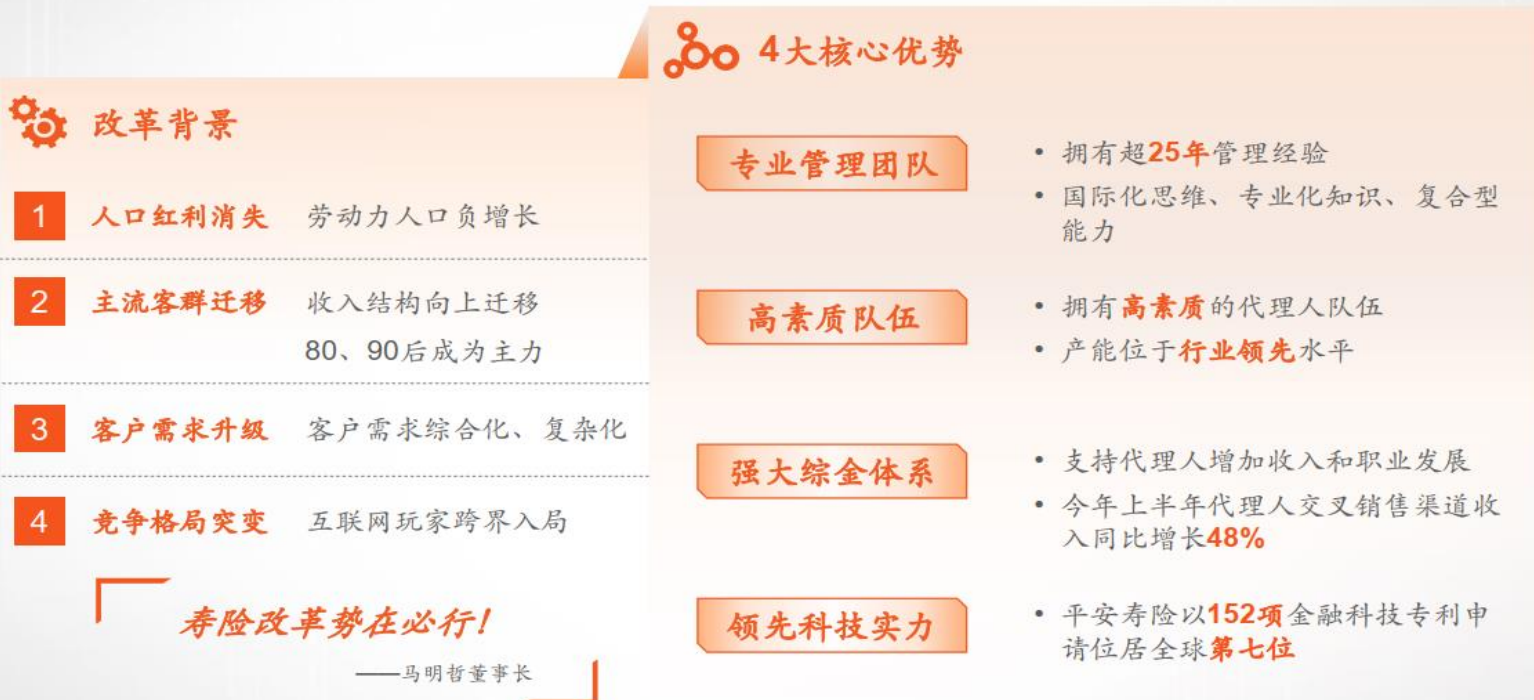 改革背景
1 人口红利消失 劳动力人口负增长
2 主流客群迁移 收入结构向上迁移
80、90后成为主力
3 客户需求升级 客户需求综合化、复杂化
4 竞争格局突变 互联网玩家跨界入局
寿险改革势在必行!
——马明哲董事长
4大核心优势
专业管理团队
• 拥有超25年管理经验
• 国际化思维、专业化知识、复合型
能力
高素质队伍
• 拥有高素质的代理人队伍
• 产能位于行业领先水平
强大综金体系
• 支持代理人增加收入和职业发展
• 今年上半年代理人交叉销售渠道收
入同比增长48%
领先科技实力
• 平安寿险以152项金融科技专利申
请位居全球第七位